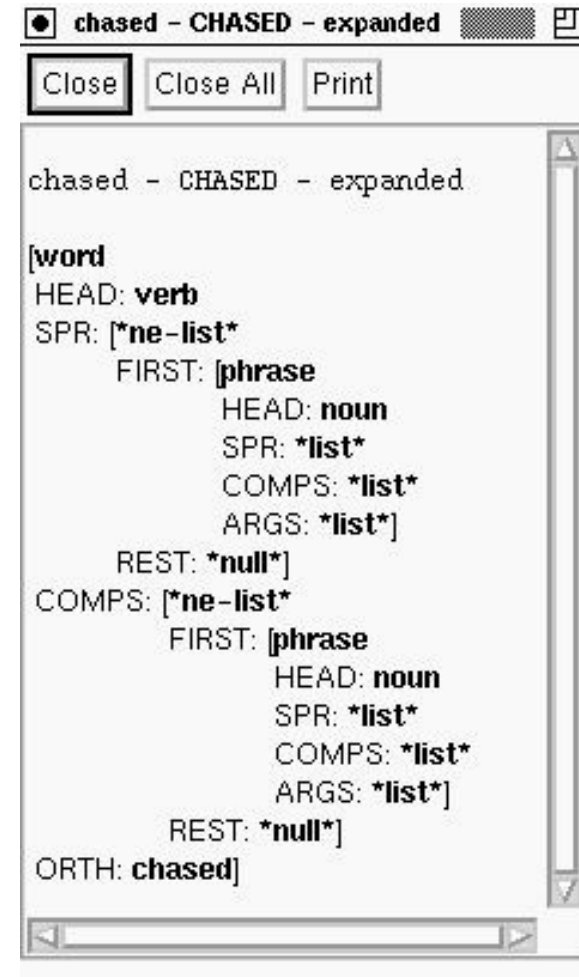 chased - CHASED - expanded
Close Close All Print
chased - CHASED - expanded
[word
HEAD: verb
SPR: [*ne-list*
FIRST: [phrase
HEAD: noun
SPR: *list*
COMPS: *list*
ARGS: *list*]
REST: *null*]
COMPS: [*ne-list*
FIRST: [phrase
HEAD: noun
SPR: *list*
COMPS: *list*
ARGS: *list*]
REST: *null*]
ORTH: chased]